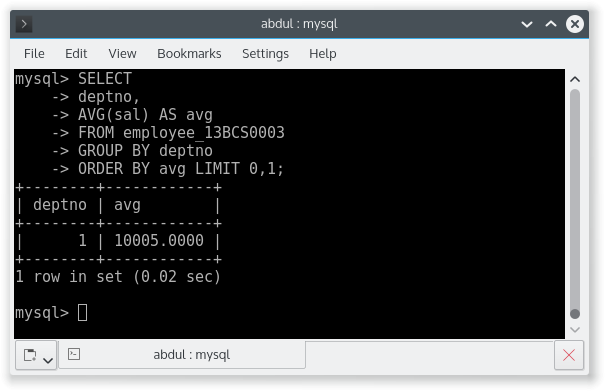 abdul : mysql
File Edit View Bookmarks Settings Help
mysql> SELECT
    -> deptno,
    -> AVG(sal) AS avg
    -> FROM employee_13BCS0003
    -> GROUP BY deptno
    -> ORDER BY avg LIMIT 0,1;
+--------+------------+
| deptno | avg        |
+--------+------------+
|      1 | 10005.0000 |
+--------+------------+
1 row in set (0.02 sec)
mysql>
abdul : mysql